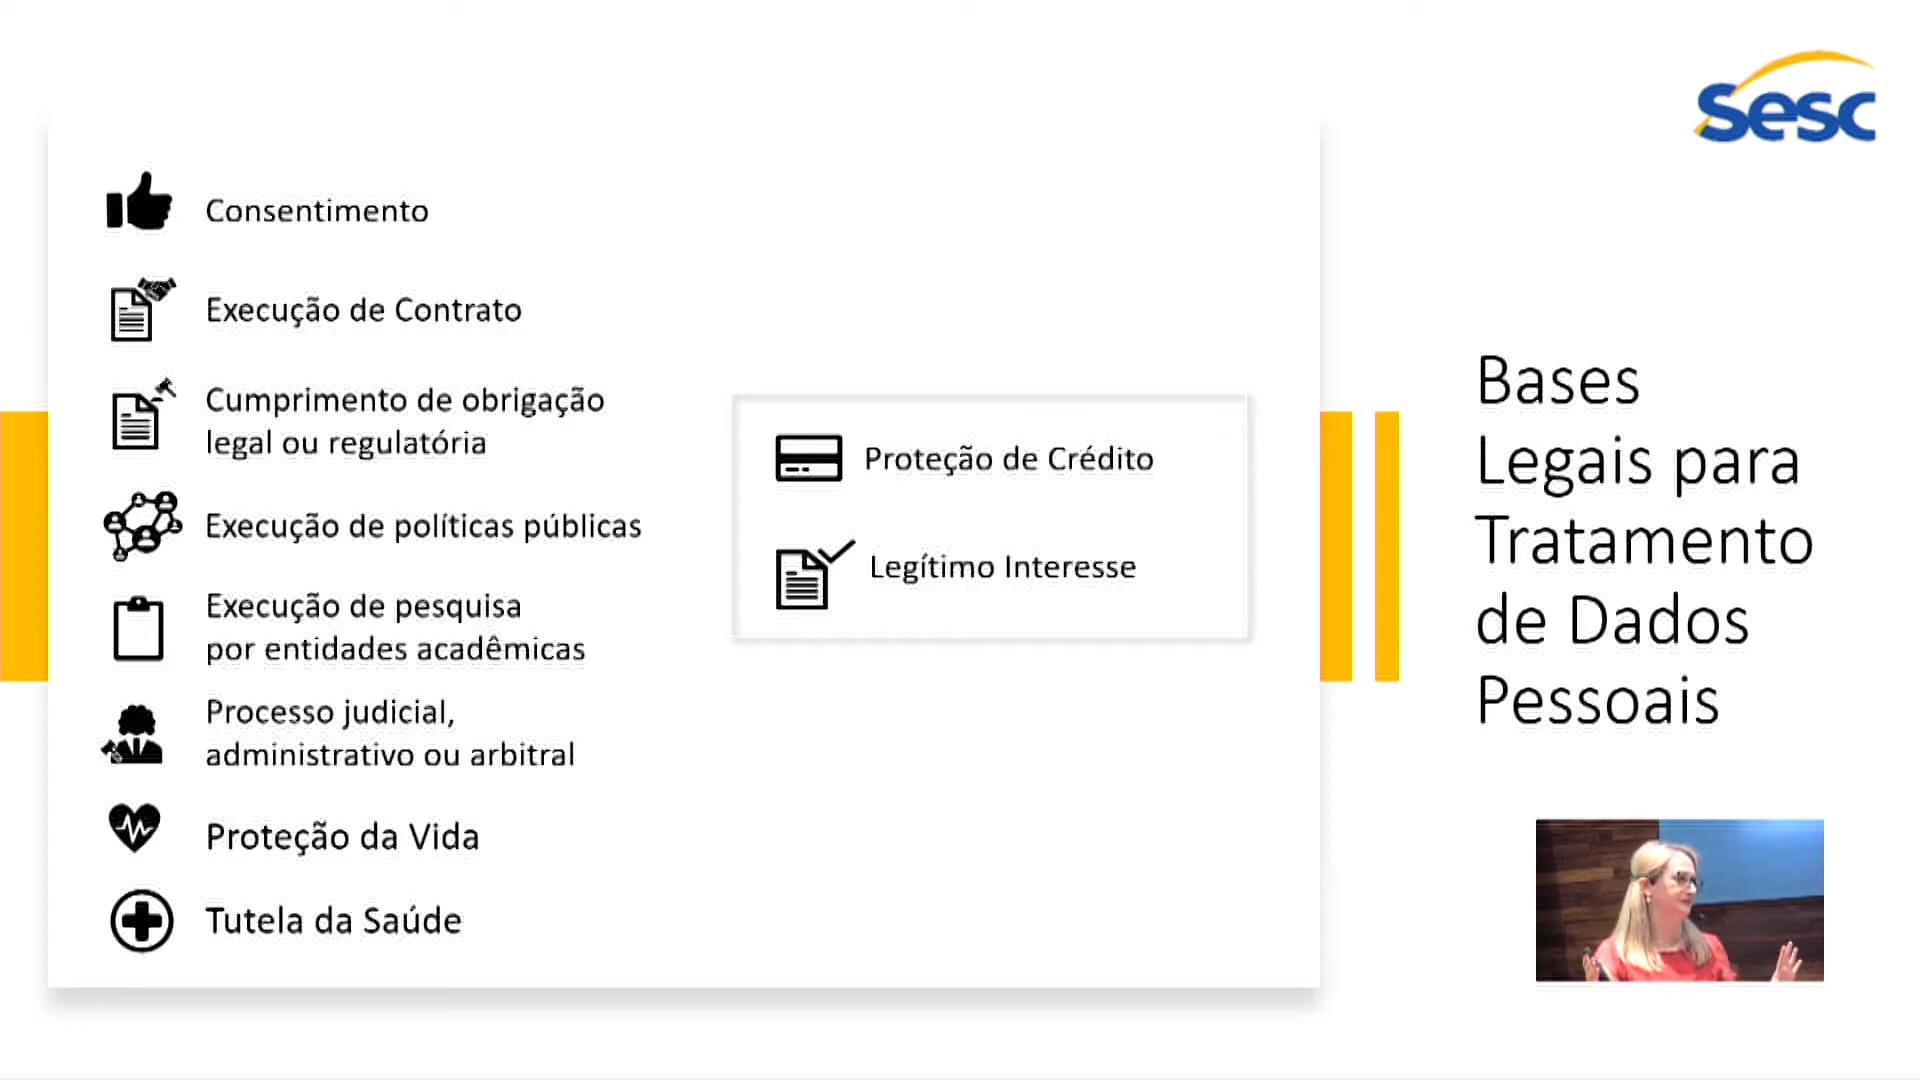 Sesc
Consentimento
Execução de Contrato
Cumprimento de obrigação
legal ou regulatória
Execução de políticas públicas
Execução de pesquisa
por entidades acadêmicas
Processo judicial,
administrativo ou arbitral
Proteção da Vida
Tutela da Saúde
Proteção de Crédito
Legítimo Interesse
Bases
Legais para
Tratamento
de Dados
Pessoais